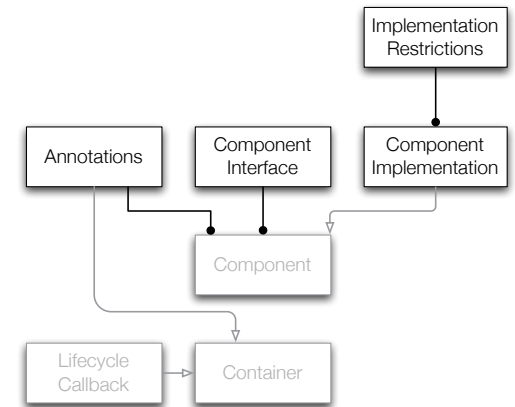 Implementation
Restrictions
Annotations
Component
Interface
Component
Implementation
Component
Lifecycle
Callback
Container